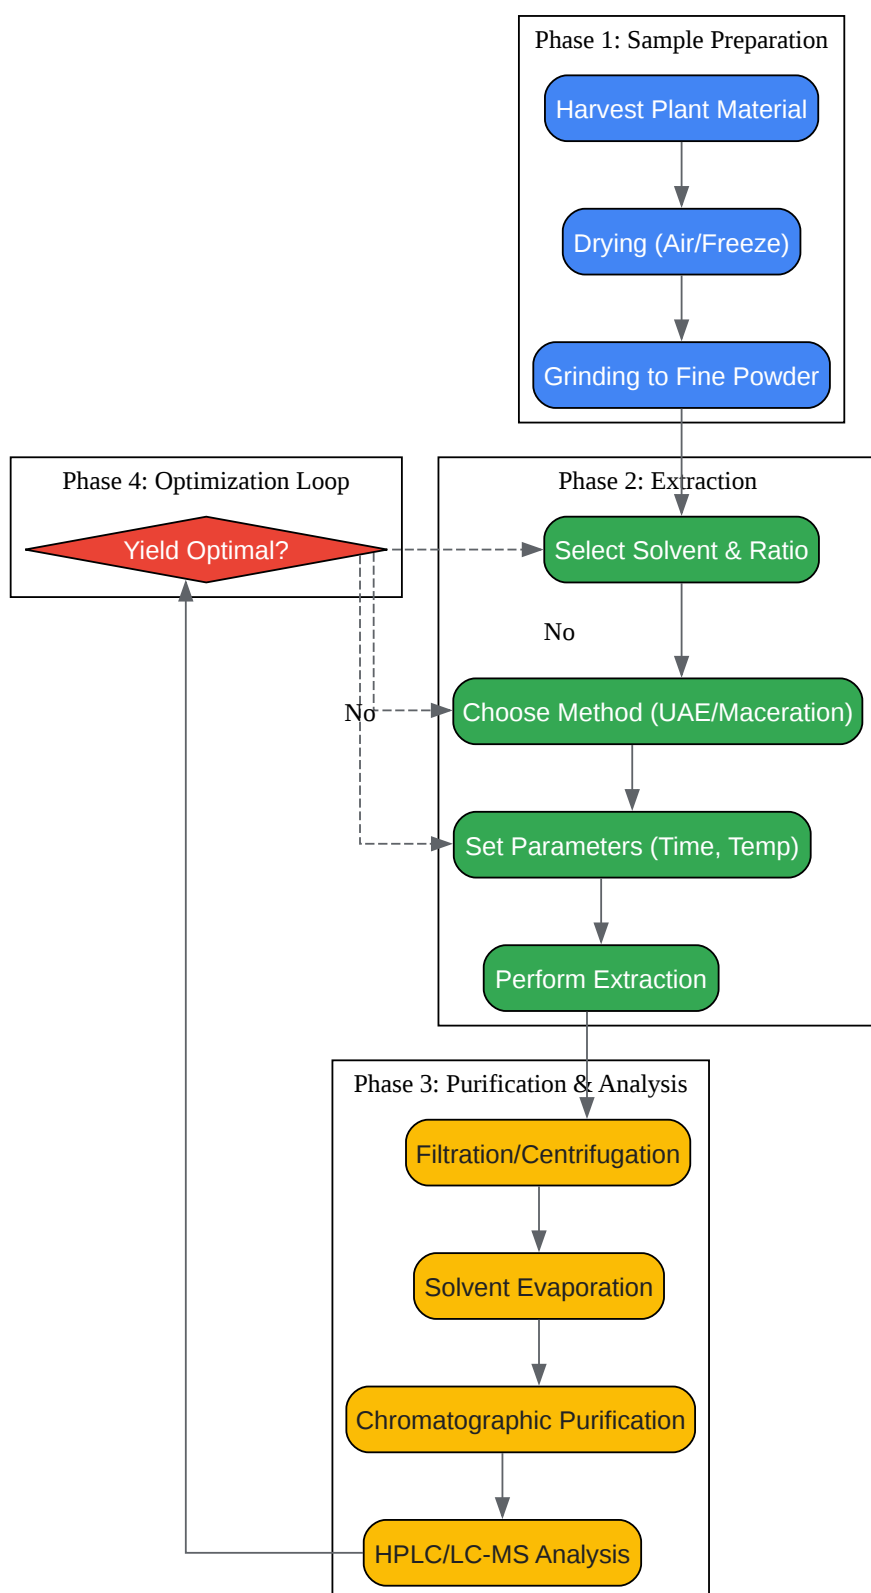 Phase 1: Sample Preparation
Harvest Plant Material
Drying (Air/Freeze)
Grinding to Fine Powder
Phase 4: Optimization Loop
Yield Optimal?
Phase 2: Extraction
Select Solvent & Ratio
No
Choose Method (UAE/Maceration)
No
Set Parameters (Time, Temp)
Perform Extraction
Phase 3: Purification & Analysis
Filtration/Centrifugation
Solvent Evaporation
Chromatographic Purification
HPLC/LC-MS Analysis